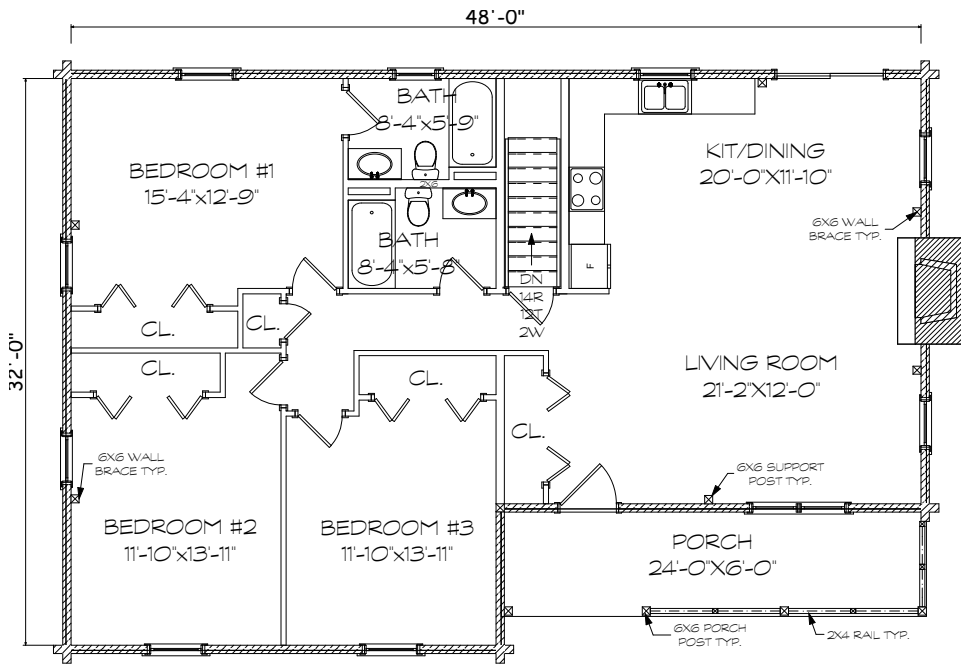 48'-0"
32'-0"
BATH
8'-4"x5'-9"
BEDROOM #1
15'-4"x12'-9"
KIT/DINING
20'-0"X11'-10"
2X6
6X6 WALL
BRACE TYP.
BATH
8'-4"x5'-8"
F
DN
14R
12T
2W
CL.
CL.
CL.
CL.
CL.
LIVING ROOM
21'-2"X12'-0"
6X6 WALL
BRACE TYP.
6X6 SUPPORT
POST TYP.
BEDROOM #2
11'-10"x13'-11"
BEDROOM #3
11'-10"x13'-11"
PORCH
24'-0"X6'-0"
6X6 PORCH
POST TYP.
2X4 RAIL TYP.